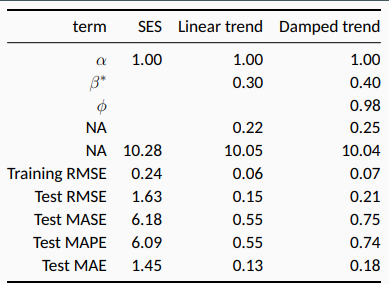 term SES Linear trend Damped trend
α 1.00 1.00 1.00
β* 0.30 0.40
ϕ 0.98
NA 0.22 0.25
NA 10.28 10.05 10.04
Training RMSE 0.24 0.06 0.07
Test RMSE 1.63 0.15 0.21
Test MASE 6.18 0.55 0.75
Test MAPE 6.09 0.55 0.74
Test MAE 1.45 0.13 0.18